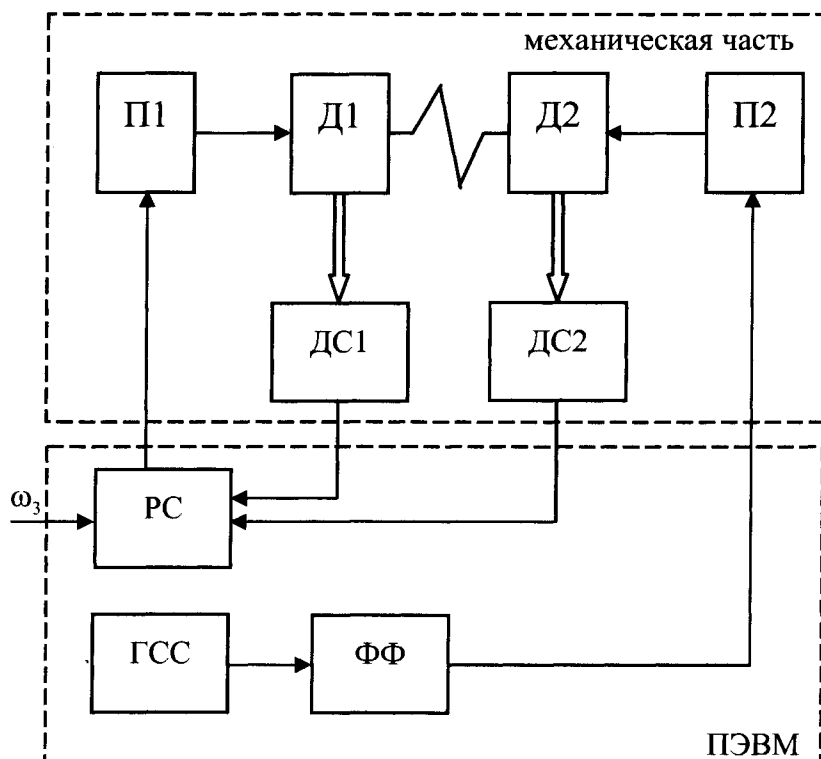 механическая часть
П1
Д1
Д2
П2
ДС1
ДС2
ω₃
РС
ГСС
ФФ
ПЭВМ